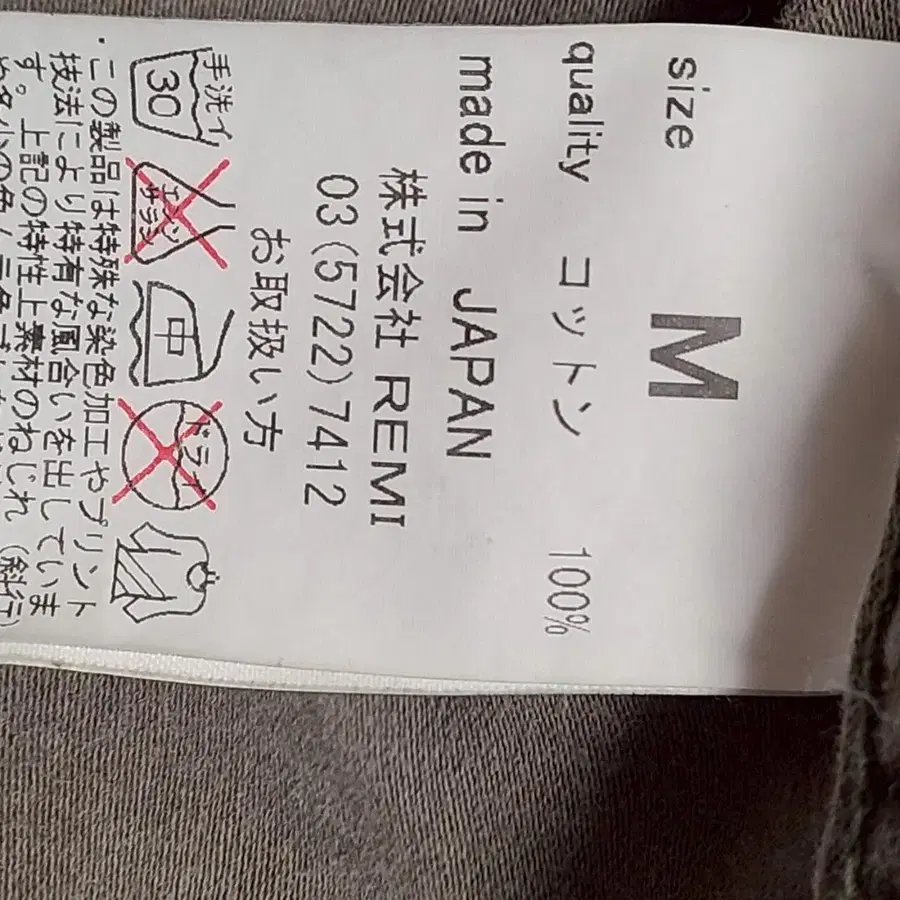 size M
quality コットン 100%
made in JAPAN
株式会社 REMI
03(5722)7412
お取扱い方
手洗イ
30
エンソ
サラシ
中
ドライ
この製品は特殊な染色加工やプリント
技法により特有な風合いを出していま
す。上記の特性上素材のねじれ(斜行)